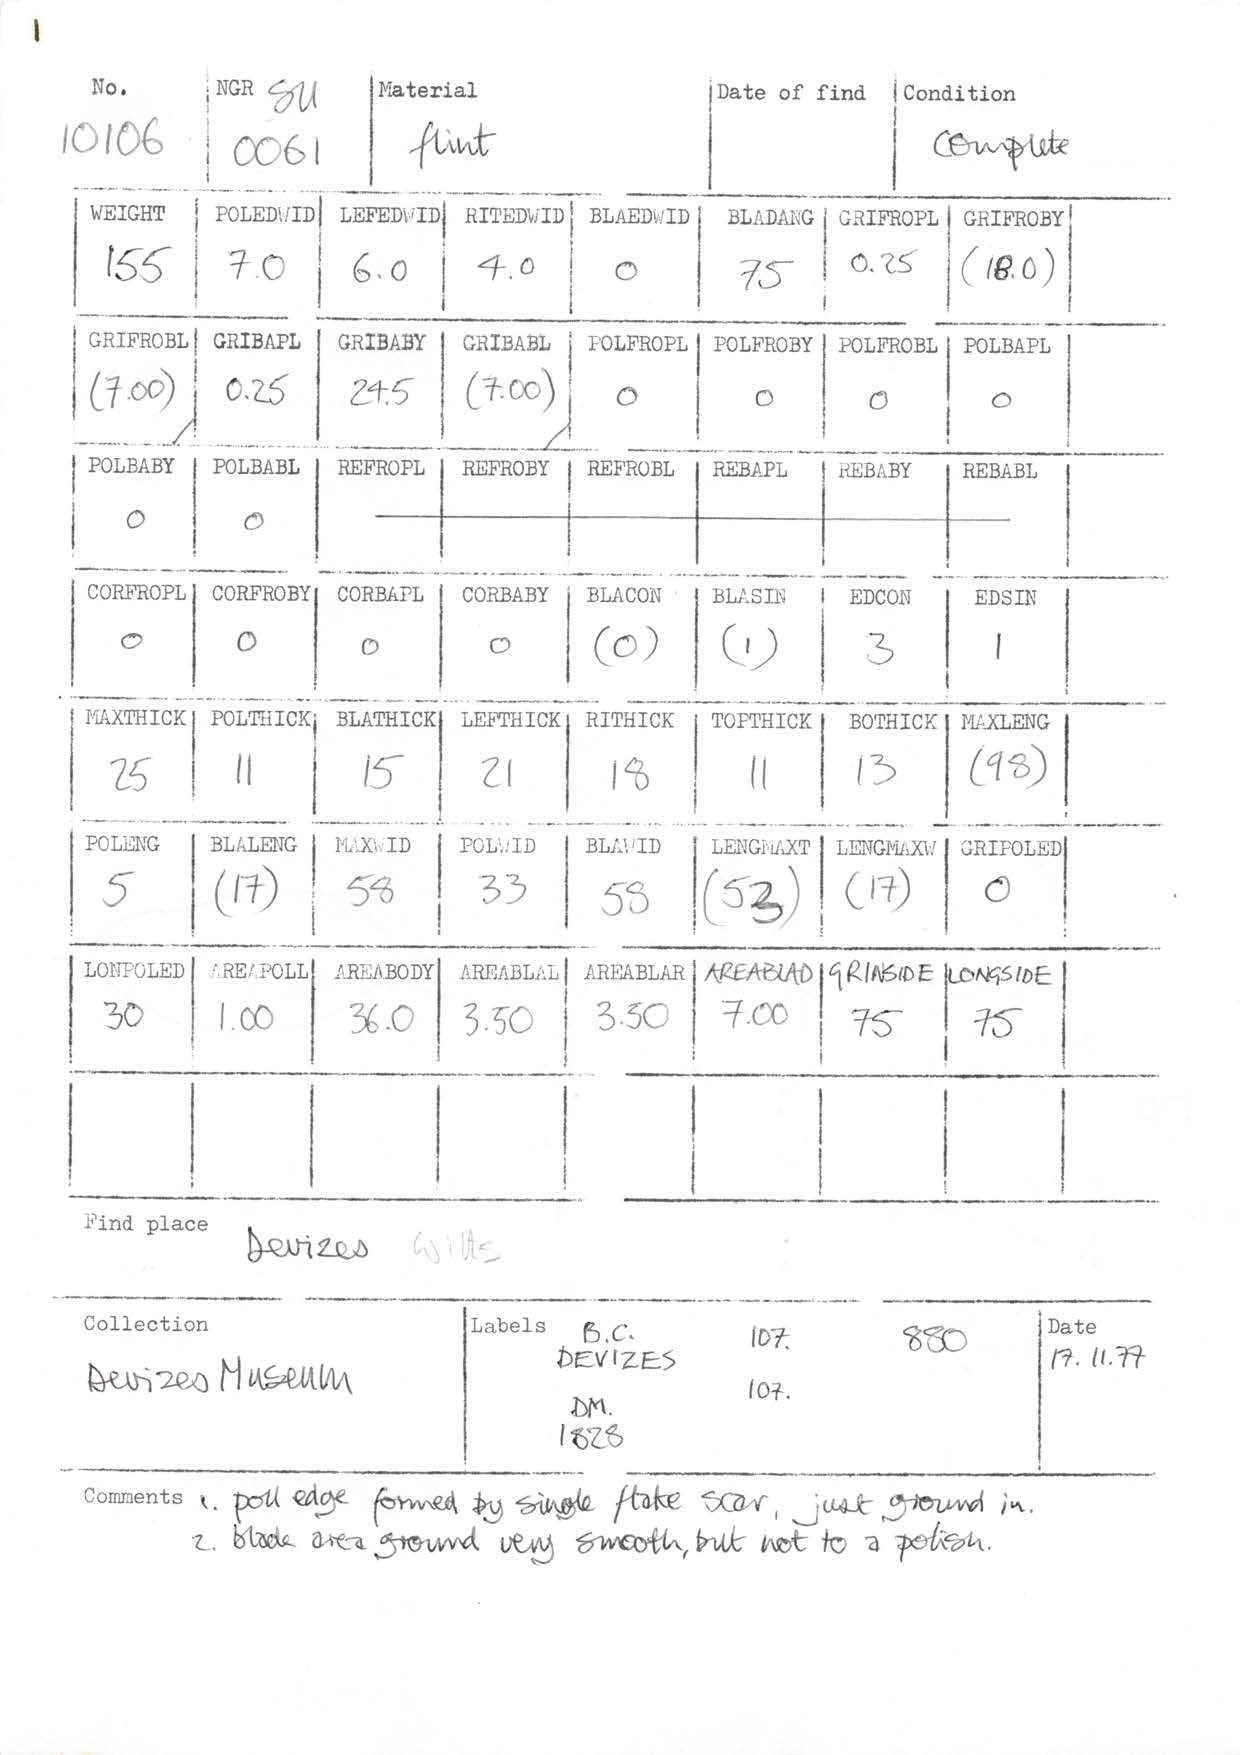 1
No. NGR SU Material Date of find Condition
10106 0061 flint complete
WEIGHT POLEDWID LEFEDWID RITEDWID BLAEDWID BLADANG GRIFROPL GRIFROBY
155 7.0 6.0 4.0 0 75 0.25 (18.0)
GRIFROBL GRIBAPL GRIBABY GRIBABL POLFROPL POLFROBY POLFROBL POLBAPL
(7.00) 0.25 24.5 (7.00) 0 0 0 0
POLBABY POLBABL REFROPL REFROBY REFROBL REBAPL REBABY REBABL
0 0
CORFROPL CORFROBY CORBAPL CORBABY BLACON BLASIN EDCON EDSIN
0 0 0 0 (0) (1) 3 1
MAXTHICK POLTHICK BLATHICK LEFTHICK RITHICK TOPTHICK BOTHICK MAXLENG
25 11 15 21 18 11 13 (98)
POLENG BLALENG MAXWID POLWID BLAWID LENGMAXT LENGMAXW GRIPOLED
5 (17) 58 33 58 (53) (17) 0
LONPOLED AREAPOLL AREABODY AREABLAL AREABLAR AREABLAD GRINSIDE LONGSIDE
30 1.00 36.0 3.50 3.50 7.00 75 75
Find place Devizes Wilts
Collection Labels B.C. 107. 880 Date
Devizes Museum DEVIZES 17.11.77
DM. 107.
1828
Comments 1. poll edge formed by single flake scar, just ground in.
2. blade area ground very smooth, but not to a polish.